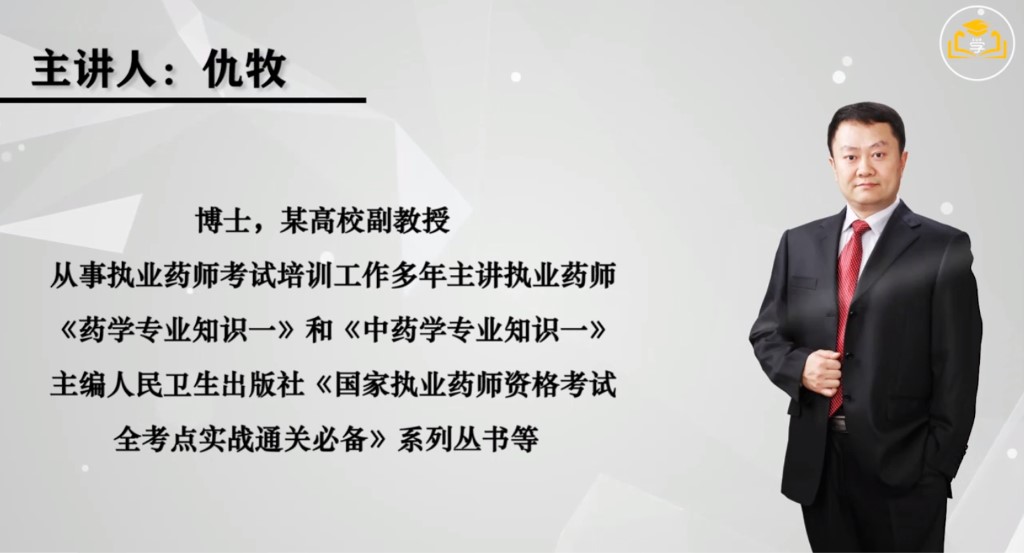 主讲人：仇牧
学
博士，某高校副教授
从事执业药师考试培训工作多年主讲执业药师
《药学专业知识一》和《中药学专业知识一》
主编人民卫生出版社《国家执业药师资格考试
全考点实战通关必备》系列丛书等